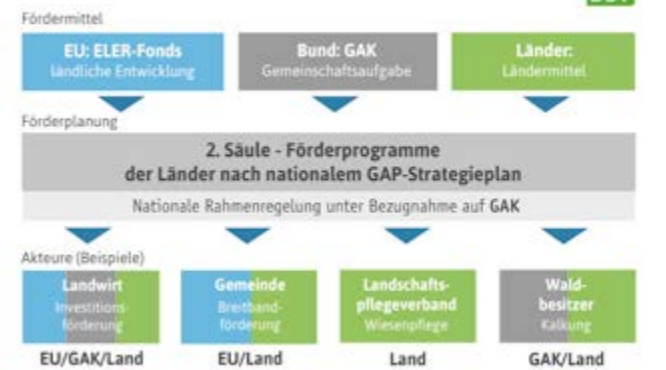 Fördermittel
EU: ELER-Fonds
ländliche Entwicklung
Bund: GAK
Gemeinschaftsaufgabe
Länder:
Ländermittel
Förderplanung
2. Säule - Förderprogramme
der Länder nach nationalem GAP-Strategieplan
Nationale Rahmenregelung unter Bezugnahme auf GAK
Akteure (Beispiele)
Landwirt
Investitions-
förderung
EU/GAK/Land
Gemeinde
Breitband-
förderung
EU/Land
Landschafts-
pflegeverband
Wiesenpflege
Land
Wald-
besitzer
Kalkung
GAK/Land